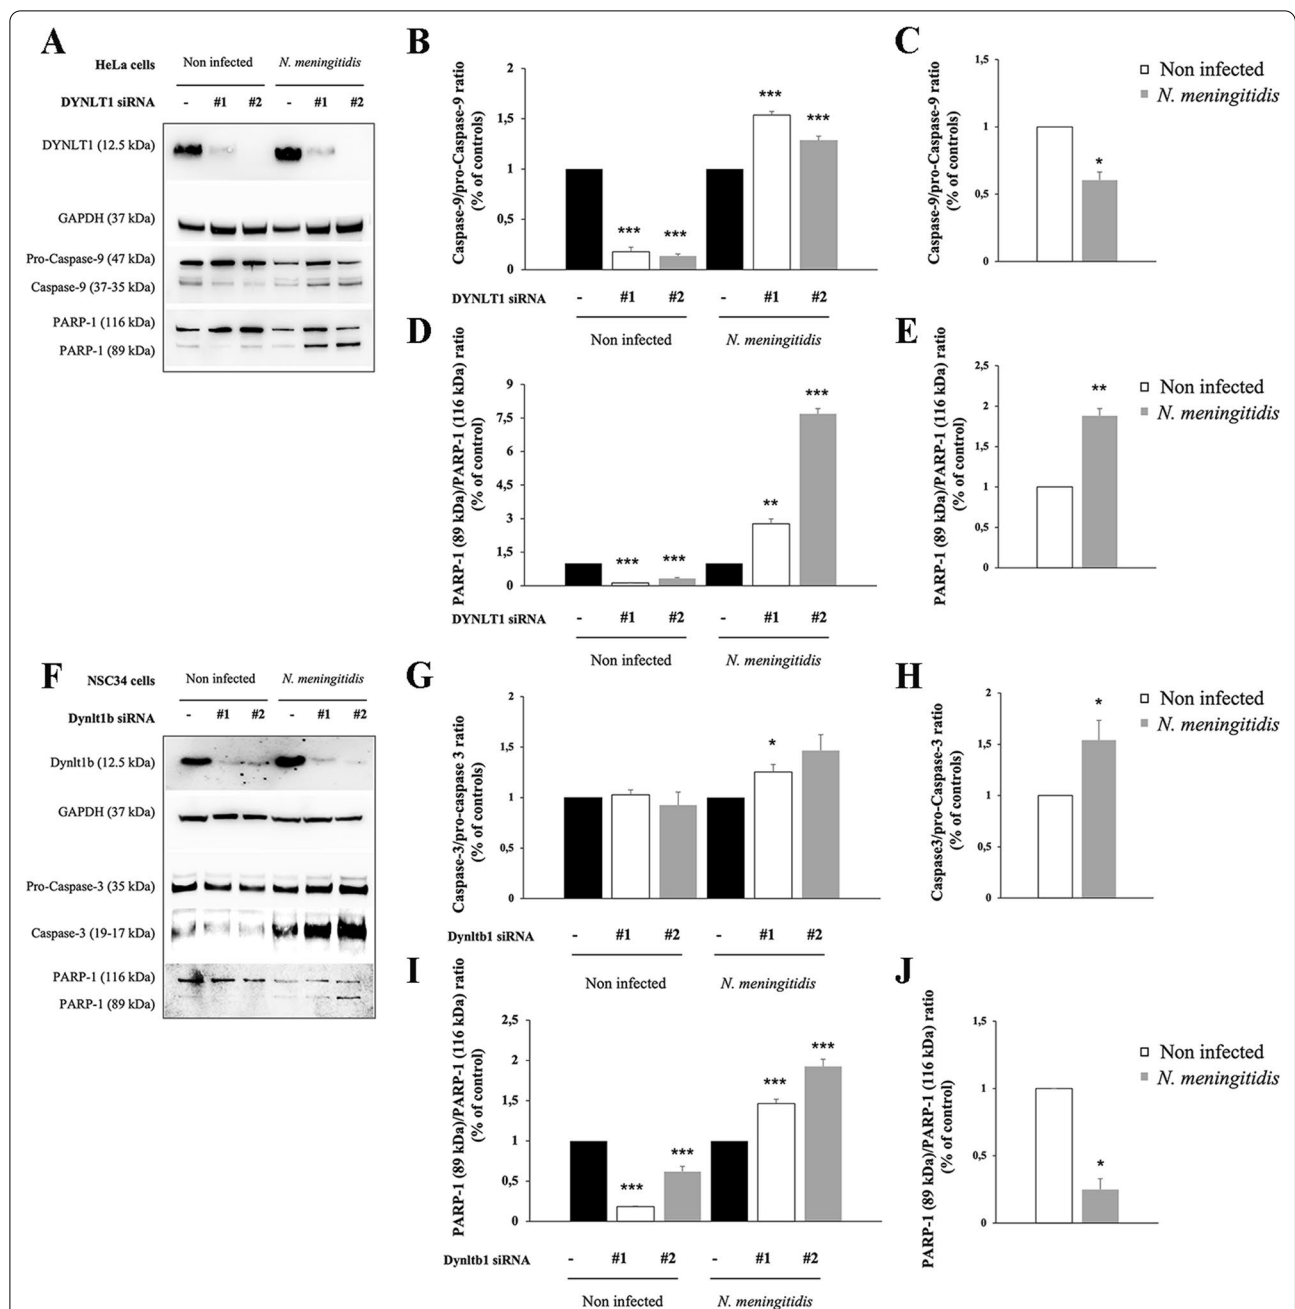 A
HeLa cells
Non infected
N. meningitidis
DYNLT1 siRNA
- #1 #2 - #1 #2
DYNLT1 (12.5 kDa)
GAPDH (37 kDa)
Pro-Caspase-9 (47 kDa)
Caspase-9 (37-35 kDa)
PARP-1 (116 kDa)
PARP-1 (89 kDa)
B
Caspase-9/pro-Caspase-9 ratio
(% of controls)
2
1,5
1
0,5
0
*** *** *** ***
DYNLT1 siRNA
- #1 #2 - #1 #2
Non infected
N. meningitidis
C
Caspase-9/pro-Caspase-9 ratio
(% of controls)
1,5
1
0,5
0
*
Non infected
N. meningitidis
D
PARP-1 (89 kDa)/PARP-1 (116 kDa) ratio
(% of control)
9
7,5
6
4,5
3
1,5
0
*** *** ** ***
DYNLT1 siRNA
- #1 #2 - #1 #2
Non infected
N. meningitidis
E
PARP-1 (89 kDa)/PARP-1 (116 kDa) ratio
(% of control)
2,5
2
1,5
1
0,5
0
**
Non infected
N. meningitidis
F
NSC34 cells
Non infected
N. meningitidis
Dynlt1b siRNA
- #1 #2 - #1 #2
Dynlt1b (12.5 kDa)
GAPDH (37 kDa)
Pro-Caspase-3 (35 kDa)
Caspase-3 (19-17 kDa)
PARP-1 (116 kDa)
PARP-1 (89 kDa)
G
Caspase-3/pro-caspase 3 ratio
(% of controls)
2
1,5
1
0,5
0
*
Dynltb1 siRNA
- #1 #2 - #1 #2
Non infected
N. meningitidis
H
Caspase3/pro-Caspase-3 ratio
(% of controls)
2
1,5
1
0,5
0
*
Non infected
N. meningitidis
I
PARP-1 (89 kDa)/PARP-1 (116 kDa) ratio
(% of control)
2,5
2
1,5
1
0,5
0
*** *** *** ***
Dynltb1 siRNA
- #1 #2 - #1 #2
Non infected
N. meningitidis
J
PARP-1 (89 kDa)/PARP-1 (116 kDa) ratio
(% of control)
1,5
1
0,5
0
*
Non infected
N. meningitidis